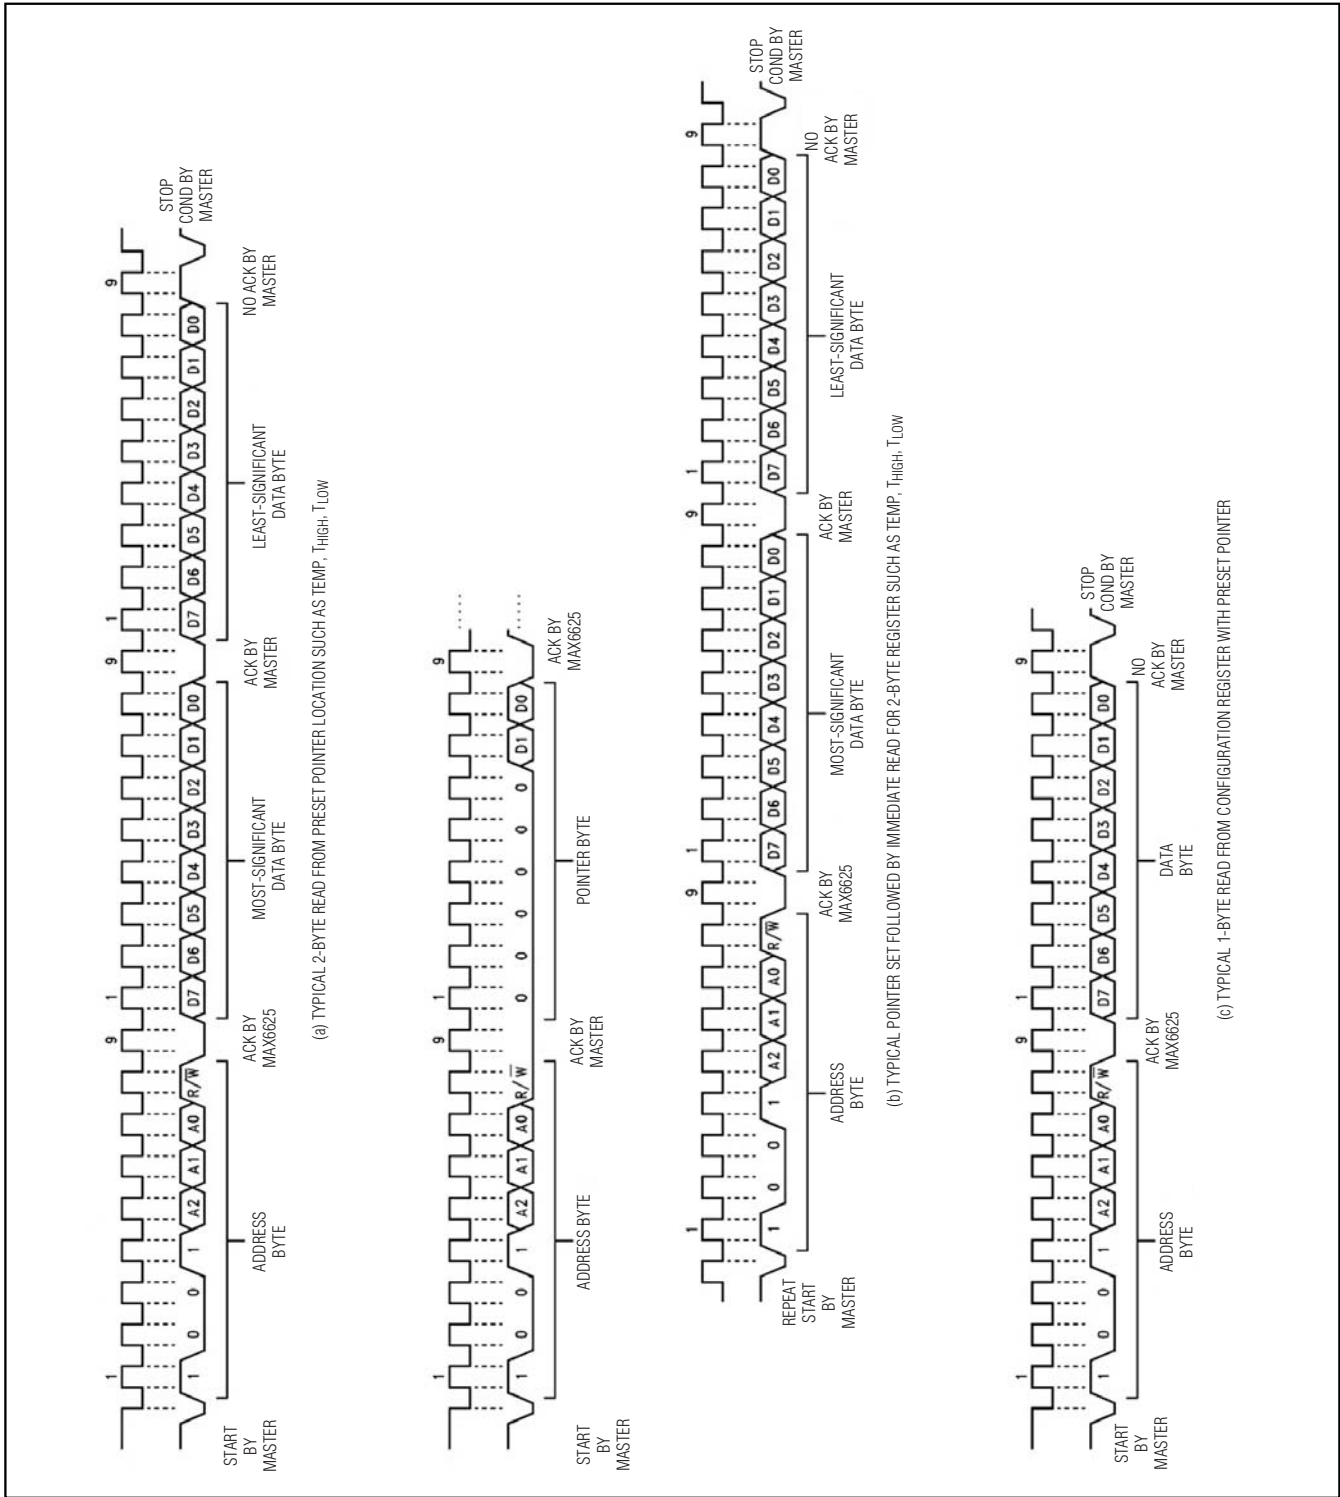 1 9 1 9 1 9
1 0 0 1 A2 A1 A0 R/W̅ D7 D6 D5 D4 D3 D2 D1 D0 D7 D6 D5 D4 D3 D2 D1 D0
START
BY
MASTER
ADDRESS
BYTE
ACK BY
MAX6625
MOST-SIGNIFICANT
DATA BYTE
ACK BY
MASTER
LEAST-SIGNIFICANT
DATA BYTE
NO ACK BY
MASTER
STOP
COND BY
MASTER
(a) TYPICAL 2-BYTE READ FROM PRESET POINTER LOCATION SUCH AS TEMP, THIGH, TLOW
1 9 1 9
1 0 0 1 A2 A1 A0 R/W̅ 0 0 0 0 0 0 D1 D0
START BY
MASTER
ADDRESS BYTE
ACK BY
MASTER
POINTER BYTE
ACK BY
MAX6625
1 9 1 9 1 9
1 0 0 1 A2 A1 A0 R/W̅ D7 D6 D5 D4 D3 D2 D1 D0 D7 D6 D5 D4 D3 D2 D1 D0
REPEAT
START
BY
MASTER
ADDRESS
BYTE
ACK BY
MAX6625
MOST-SIGNIFICANT
DATA BYTE
ACK BY
MASTER
LEAST-SIGNIFICANT
DATA BYTE
NO
ACK BY
MASTER
STOP
COND BY
MASTER
(b) TYPICAL POINTER SET FOLLOWED BY IMMEDIATE READ FOR 2-BYTE REGISTER SUCH AS TEMP, THIGH, TLOW
1 9 1 9
1 0 0 1 A2 A1 A0 R/W̅ D7 D6 D5 D4 D3 D2 D1 D0
START
BY
MASTER
ADDRESS
BYTE
ACK BY
MAX6625
DATA
BYTE
NO
ACK BY
MASTER
STOP
COND BY
MASTER
(c) TYPICAL 1-BYTE READ FROM CONFIGURATION REGISTER WITH PRESET POINTER